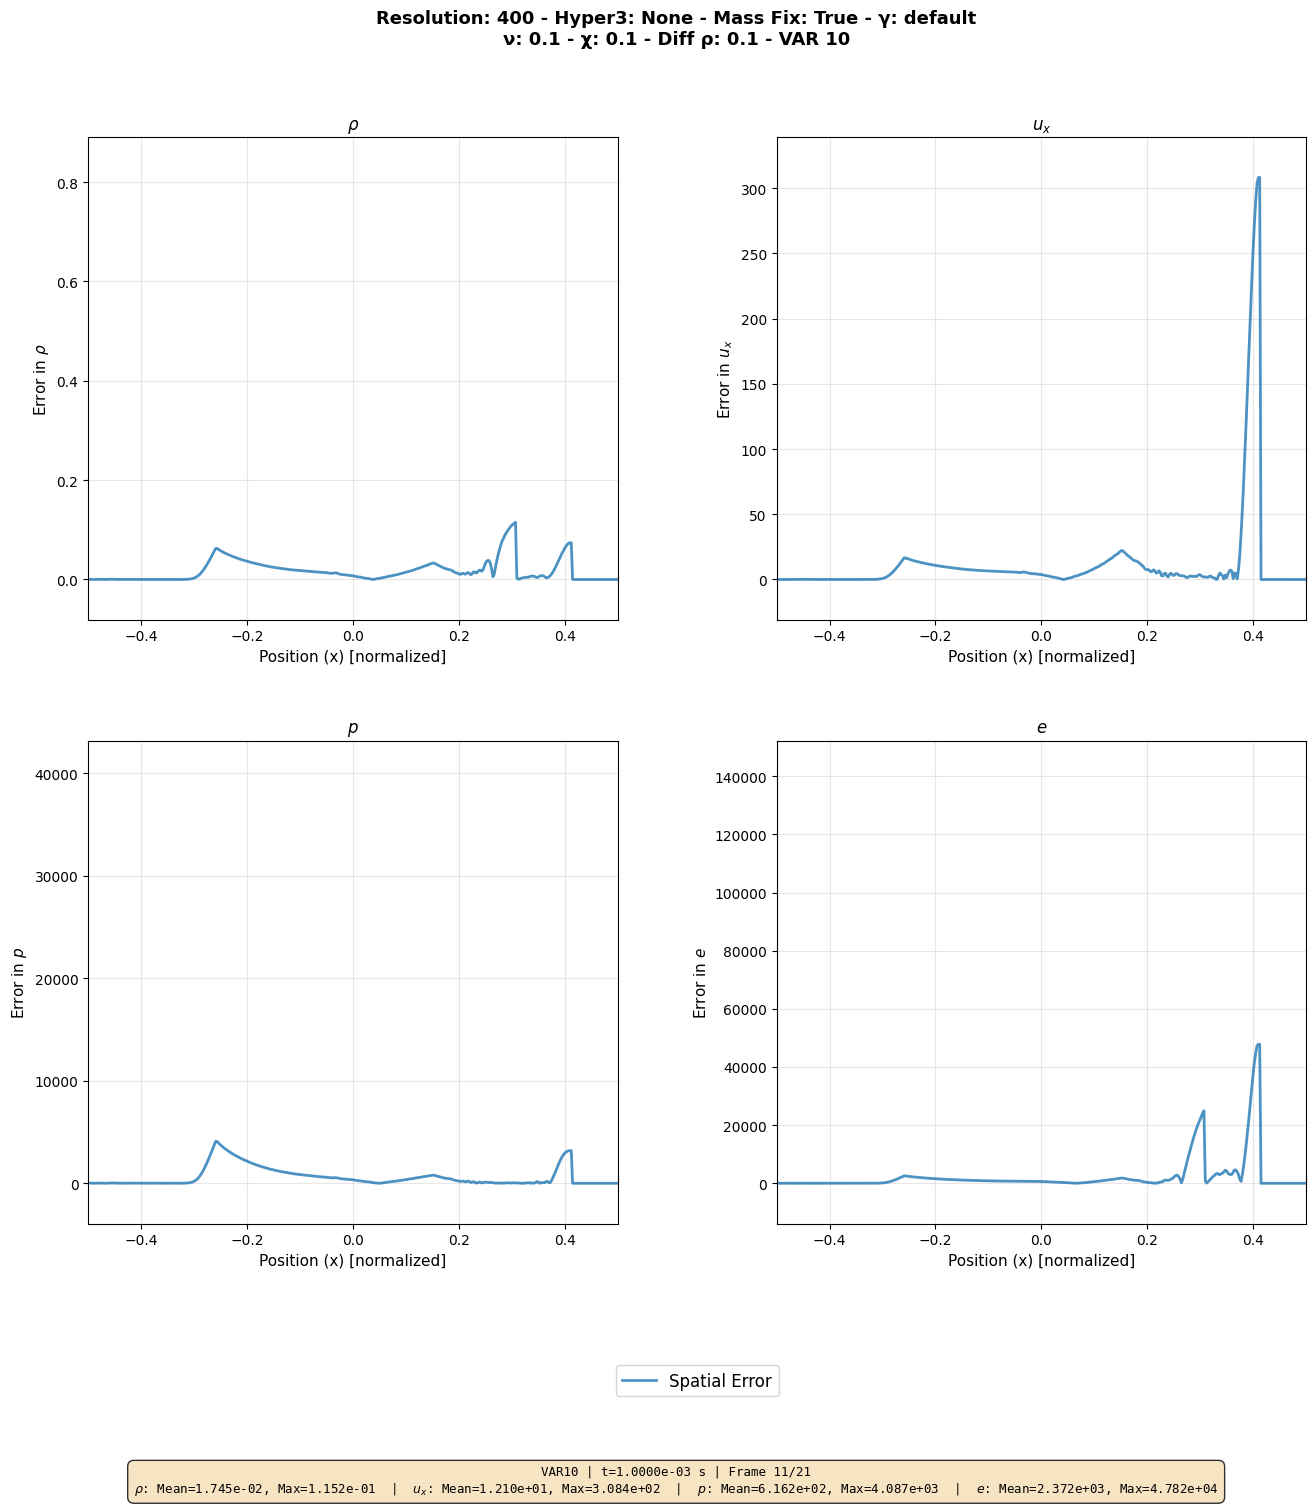 Resolution: 400 - Hyper3: None - Mass Fix: True - γ: default
ν: 0.1 - χ: 0.1 - Diff ρ: 0.1 - VAR 10
ρ
Error in ρ
0.8
0.6
0.4
0.2
0.0
−0.4 −0.2 0.0 0.2 0.4
Position (x) [normalized]
u_x
Error in u_x
300
250
200
150
100
50
0
−0.4 −0.2 0.0 0.2 0.4
Position (x) [normalized]
p
Error in p
40000
30000
20000
10000
0
−0.4 −0.2 0.0 0.2 0.4
Position (x) [normalized]
e
Error in e
140000
120000
100000
80000
60000
40000
20000
0
−0.4 −0.2 0.0 0.2 0.4
Position (x) [normalized]
Spatial Error
VAR10 | t=1.0000e-03 s | Frame 11/21
ρ: Mean=1.745e-02, Max=1.152e-01 | u_x: Mean=1.210e+01, Max=3.084e+02 | p: Mean=6.162e+02, Max=4.087e+03 | e: Mean=2.372e+03, Max=4.782e+04